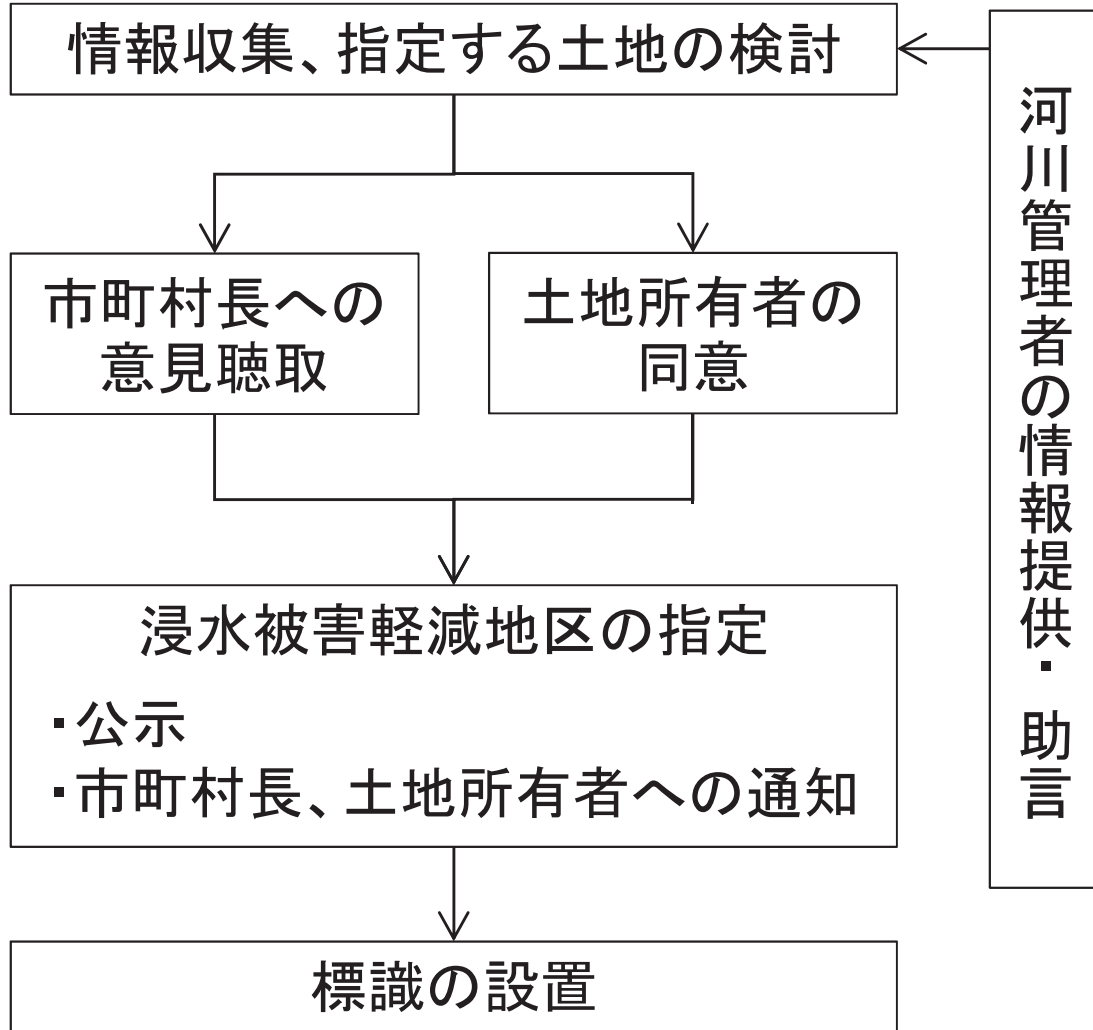 情報収集、指定する土地の検討
市町村長への
意見聴取
土地所有者の
同意
浸水被害軽減地区の指定
・公示
・市町村長、土地所有者への通知
標識の設置
河川管理者の情報提供・助言